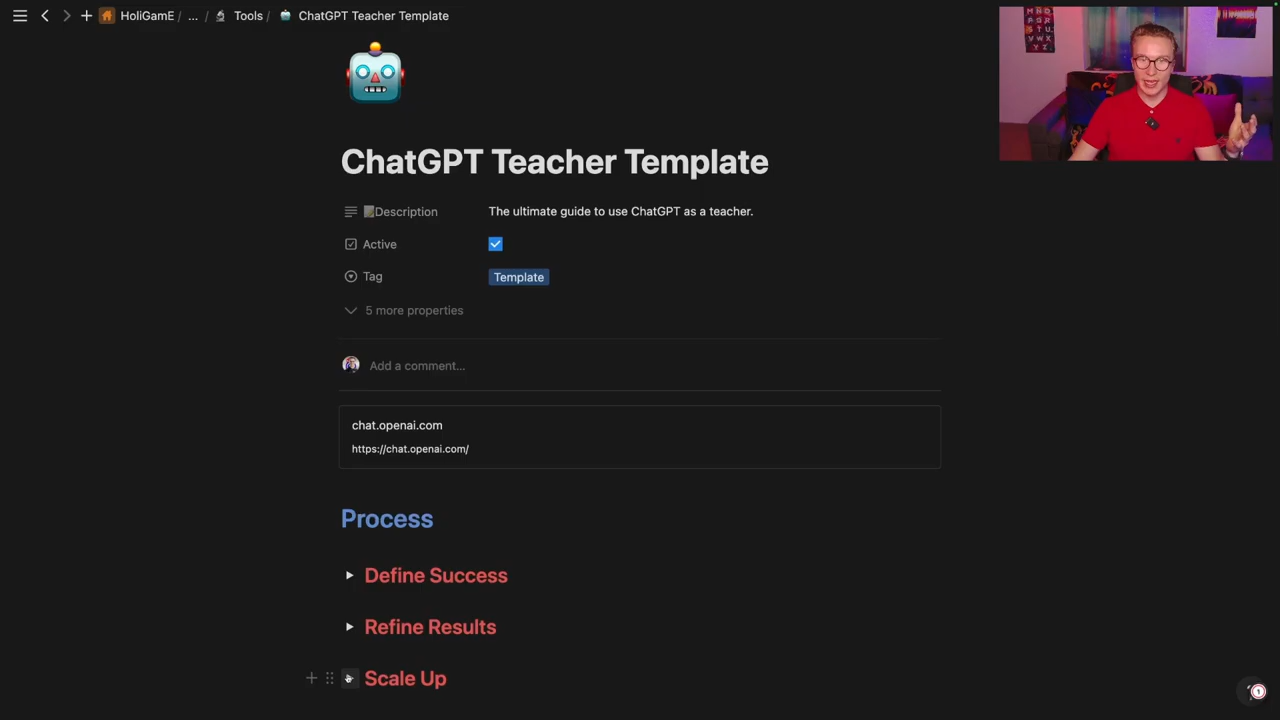 HoliGamE / ... / Tools / ChatGPT Teacher Template
ChatGPT Teacher Template
Description The ultimate guide to use ChatGPT as a teacher.
Active
Tag Template
5 more properties
Add a comment...
chat.openai.com
https://chat.openai.com/
Process
Define Success
Refine Results
Scale Up
1